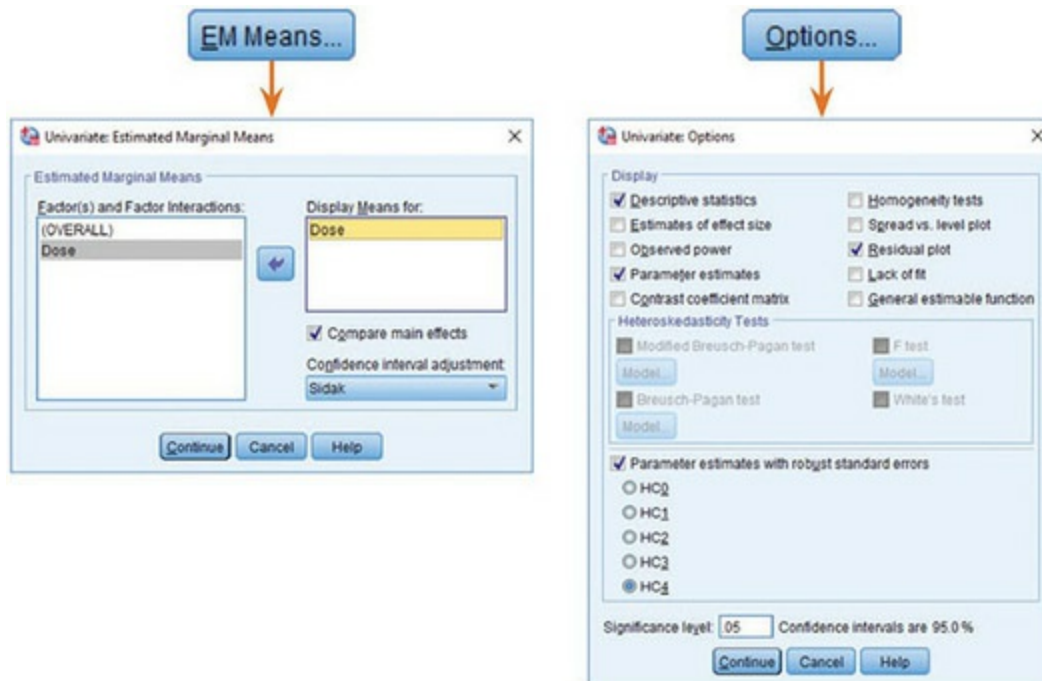 EM Means...
Univariate: Estimated Marginal Means
Estimated Marginal Means
Factor(s) and Factor Interactions:
(OVERALL)
Dose
Display Means for:
Dose
Compare main effects
Confidence interval adjustment:
Sidak
Continue Cancel Help
Options...
Univariate: Options
Display
Descriptive statistics
Homogeneity tests
Estimates of effect size
Spread vs. level plot
Observed power
Residual plot
Parameter estimates
Lack of fit
Contrast coefficient matrix
General estimable function
Heteroskedasticity Tests
Modified Breusch-Pagan test
F test
Model...
Model...
Breusch-Pagan test
White's test
Model...
Parameter estimates with robust standard errors
HC0
HC1
HC2
HC3
HC4
Significance level: .05 Confidence intervals are 95.0 %
Continue Cancel Help